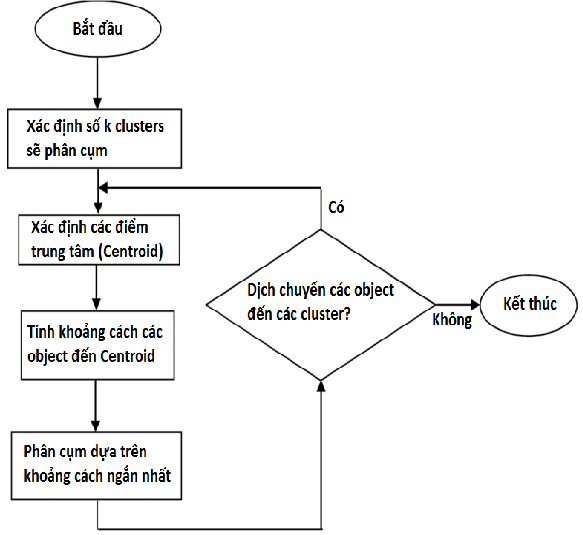 Bắt đầu
Xác định số k clusters
sẽ phân cụm
Xác định các điểm
trung tâm (Centroid)
Tính khoảng cách các
object đến Centroid
Phân cụm dựa trên
khoảng cách ngắn nhất
Có
Dịch chuyển các object
đến các cluster?
Không
Kết thúc